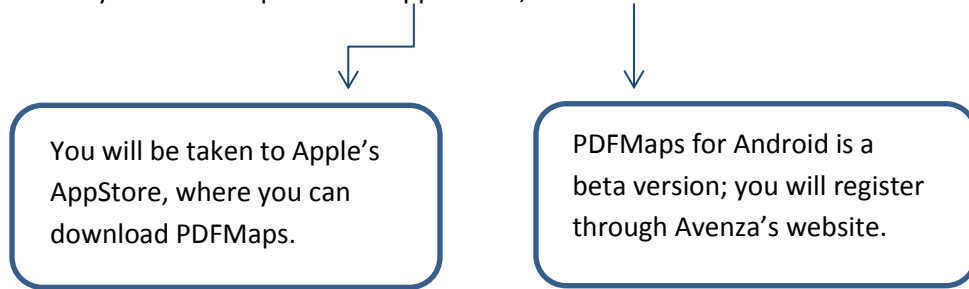 You will be taken to Apple’s
AppStore, where you can
download PDFMaps.
PDFMaps for Android is a
beta version; you will register
through Avenza’s website.